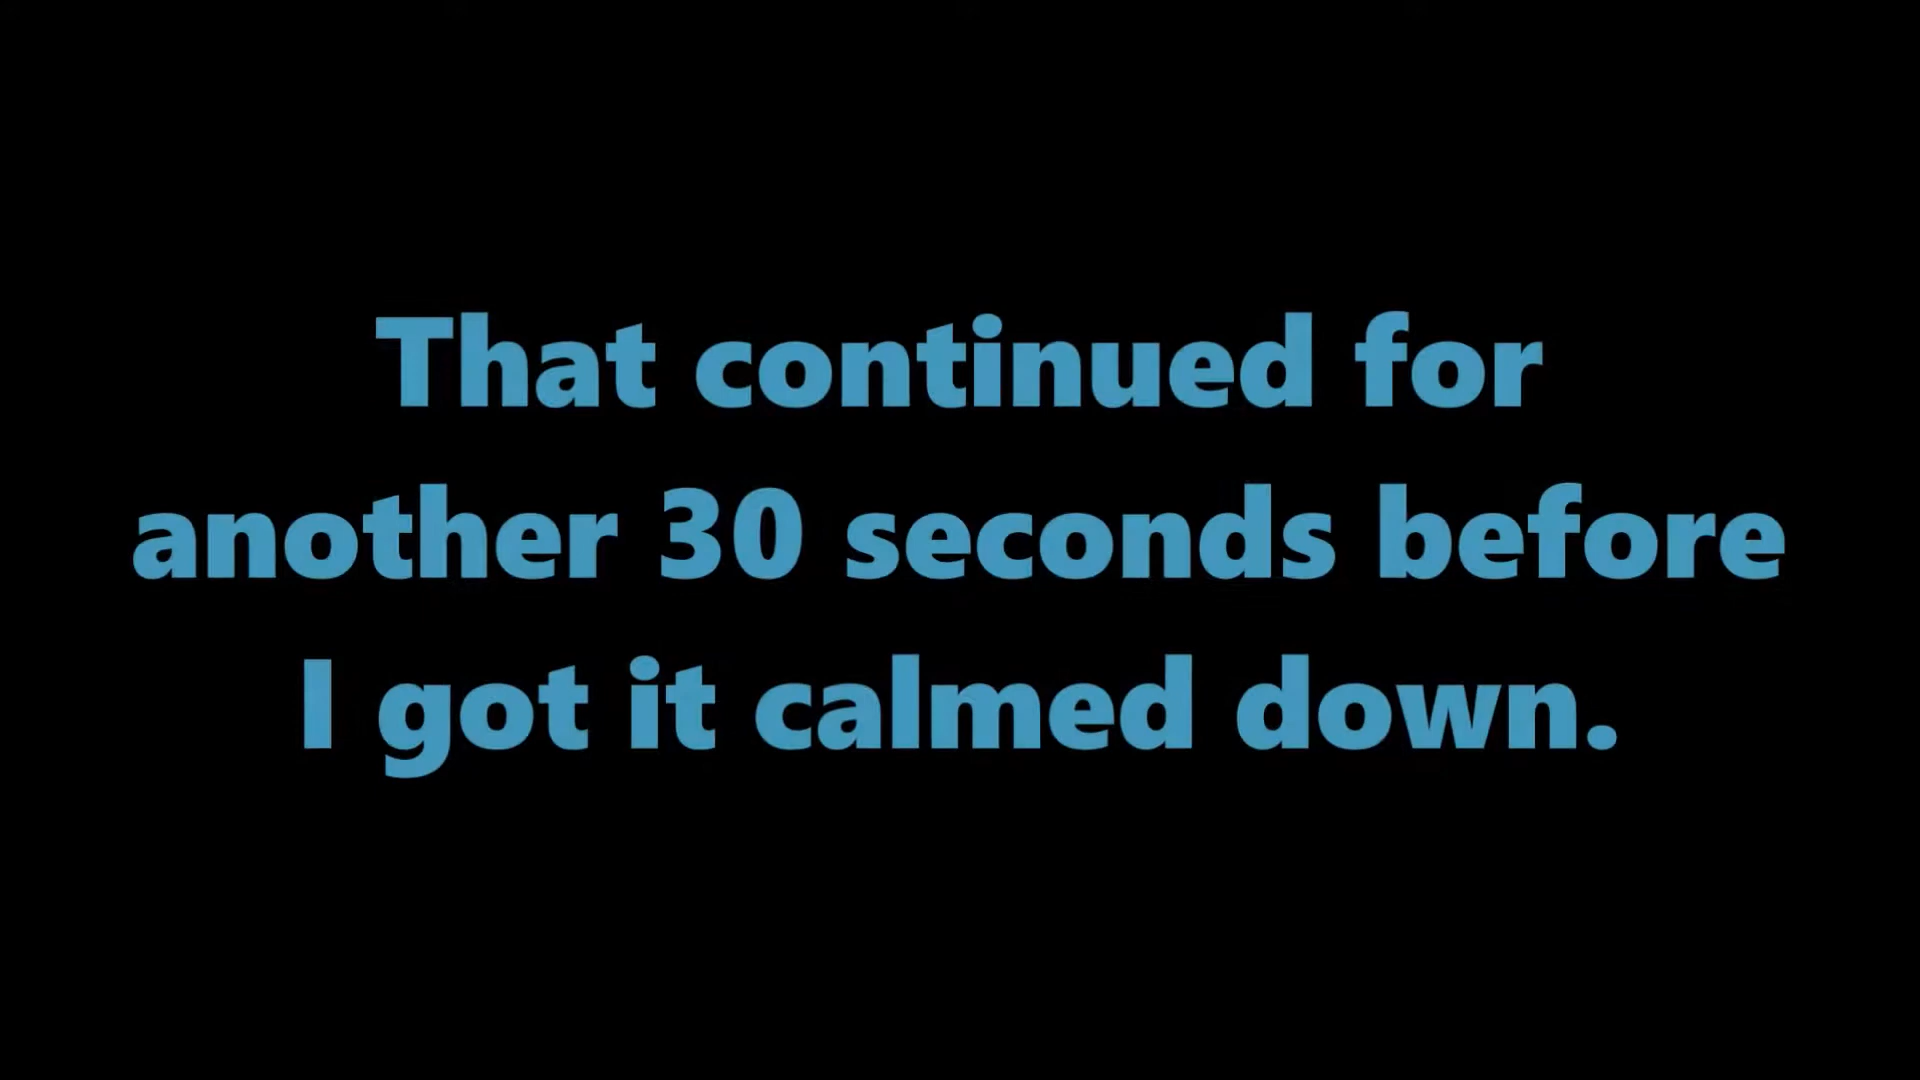 That continued for
another 30 seconds before
I got it calmed down.